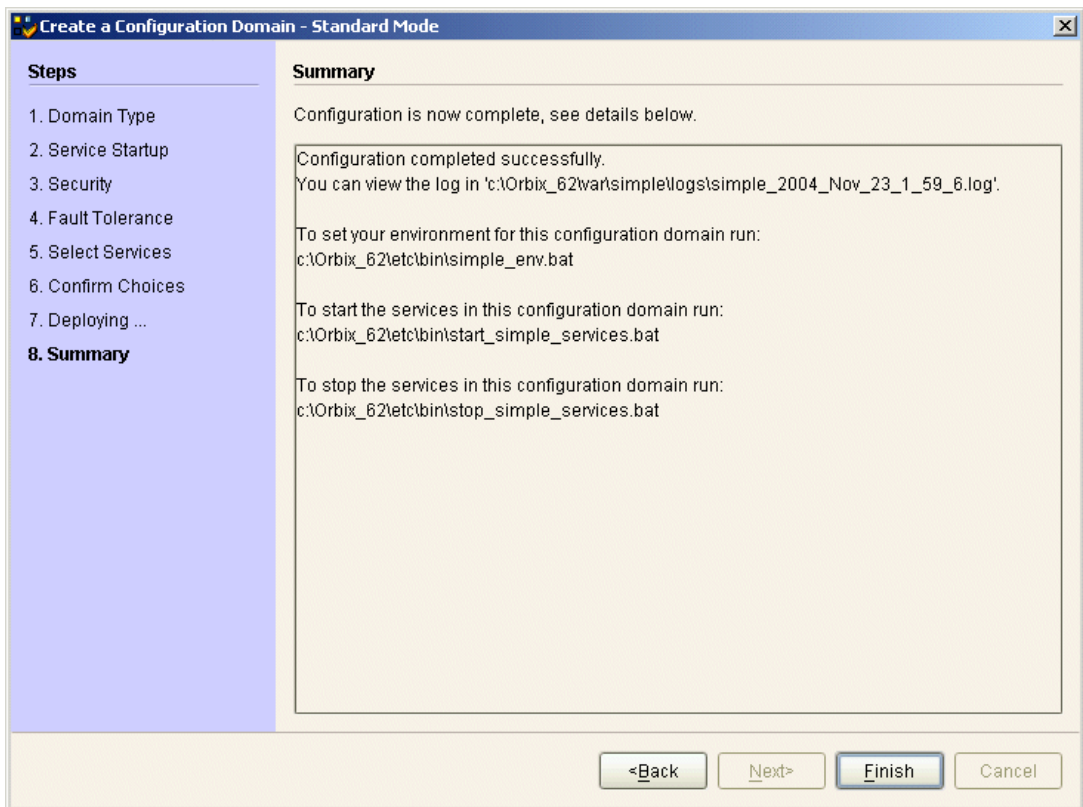 Create a Configuration Domain - Standard Mode
Steps
1. Domain Type
2. Service Startup
3. Security
4. Fault Tolerance
5. Select Services
6. Confirm Choices
7. Deploying ...
8. Summary
Summary
Configuration is now complete, see details below.
Configuration completed successfully.
You can view the log in 'c:\Orbix_62\var\simple\logs\simple_2004_Nov_23_1_59_6.log'.
To set your environment for this configuration domain run:
c:\Orbix_62\etc\bin\simple_env.bat
To start the services in this configuration domain run:
c:\Orbix_62\etc\bin\start_simple_services.bat
To stop the services in this configuration domain run:
c:\Orbix_62\etc\bin\stop_simple_services.bat
<Back Next> Finish Cancel